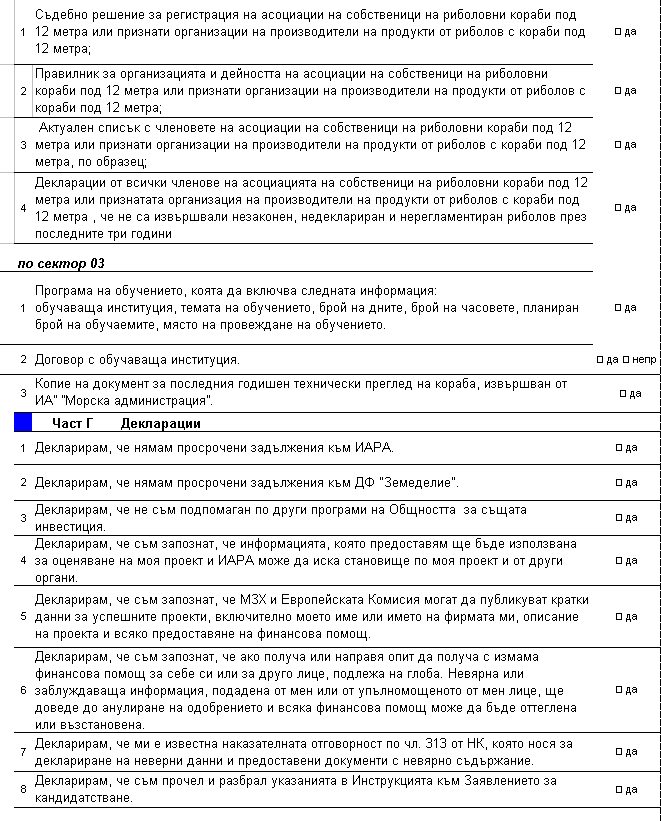 Съдебно решение за регистрация на асоциации на собственици на риболовни кораби под
1 12 метра или признати организации на производители на продукти от риболов с кораби под □ да
12 метра;
Правилник за организацията и дейността на асоциации на собственици на риболовни
2 кораби под 12 метра или признати организации на производители на продукти от риболов с □ да
кораби под 12 метра;
Актуален списък с членовете на асоциации на собственици на риболовни кораби под 12
3 метра или признати организации на производители на продукти от риболов с кораби под 12 □ да
метра, по образец;
Декларации от всички членове на асоциацията на собственици на риболовни кораби под 12
метра или признатата организация на производители на продукти от риболов с кораби под
4 12 метра , че не са извършвали незаконен, недеклариран и нерегламентиран риболов през □ да
последните три години
по сектор 03
Програма на обучението, която да включва следната информация:
1 обучаваща институция, темата на обучението, брой на дните, брой на часовете, планиран □ да
брой на обучаемите, място на провеждане на обучението.
2 Договор с обучаваща институция. □ да □ непр
3 Копие на документ за последния годишен технически преглед на кораба, извършван от □ да
ИА" "Морска администрация".
Част Г Декларации
1 Декларирам, че нямам просрочени задължения към ИАРА. □ да
2 Декларирам, че нямам просрочени задължения към ДФ "Земеделие". □ да
3 Декларирам, че не съм подпомаган по други програми на Общността за същата □ да
инвестиция.
Декларирам, че съм запознат, че информацията, която предоставям ще бъде използвана
4 за оценяване на моя проект и ИАРА може да иска становище по моя проект и от други □ да
органи.
Декларирам, че съм запознат, че МЗХ и Европейската Комисия могат да публикуват кратки
5 данни за успешните проекти, включително моето име или името на фирмата ми, описание □ да
на проекта и всяко предоставяне на финансова помощ.
Декларирам, че съм запознат, че ако получа или направя опит да получа с измама
финансова помощ за себе си или за друго лице, подлежа на глоба. Невярна или
6 заблуждаваща информация, подадена от мен или от упълномощеното от мен лице, ще □ да
доведе до анулиране на одобрението и всяка финансова помощ може да бъде оттеглена
или възстановена.
7 Декларирам, че ми е известна наказателната отговорност по чл. 313 от НК, която нося за □ да
деклариране на неверни данни и предоставени документи с невярно съдържание.
8 Декларирам, че съм прочел и разбрал указанията в Инструкцията към Заявлението за □ да
кандидатстване.